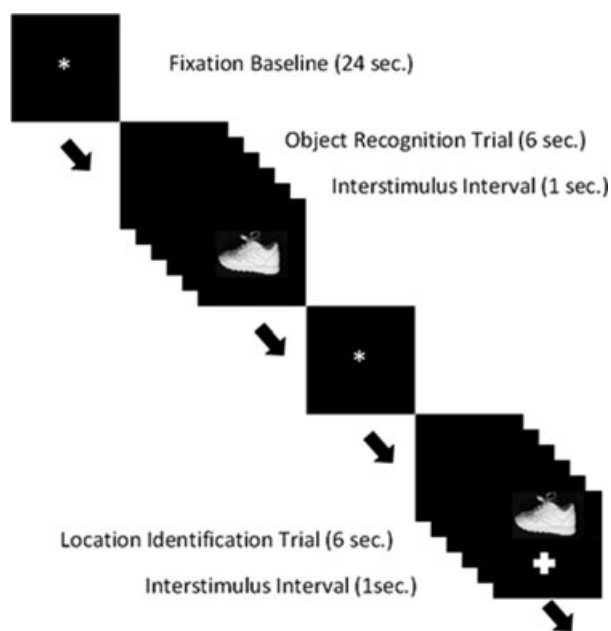 *
Fixation Baseline (24 sec.)
Object Recognition Trial (6 sec.)
Interstimulus Interval (1 sec.)
*
Location Identification Trial (6 sec.)
Interstimulus Interval (1sec.)